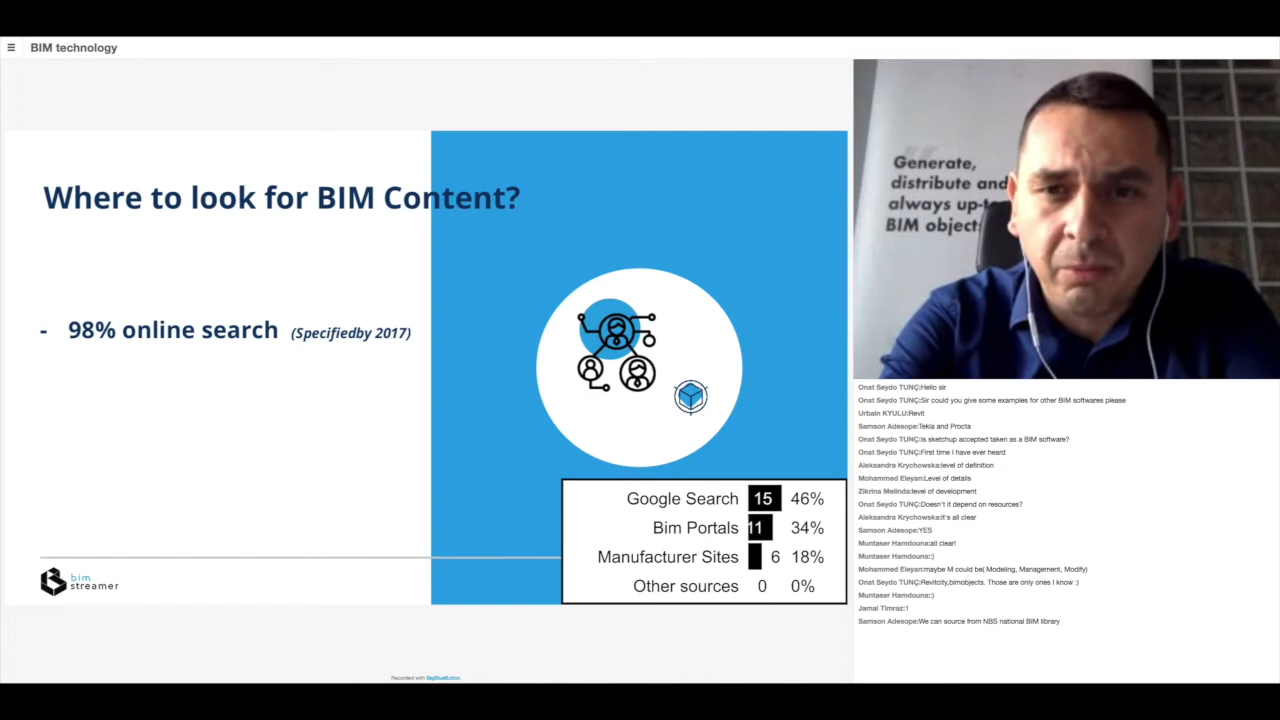 ☰ BIM technology
Where to look for BIM Content?
- 98% online search (Specifiedby 2017)
Google Search 15 46%
Bim Portals 11 34%
Manufacturer Sites 6 18%
Other sources 0 0%
bim
streamer
Recorded with BigBlueButton.
Generate,
distribute and
always up-t
BIM object
Onat Seydo TUNÇ:Hello sir
Onat Seydo TUNÇ:Sir could you give some examples for other BIM softwares please
Urbain KYULU:Revit
Samson Adesope:Tekla and Procta
Onat Seydo TUNÇ:Is sketchup accepted taken as a BIM software?
Onat Seydo TUNÇ:First time I have ever heard
Aleksandra Krychowska:level of definition
Mohammed Eleyan:Level of details
Zikrina Melinda:level of development
Onat Seydo TUNÇ:Doesn't it depend on resources?
Aleksandra Krychowska:it's all clear
Samson Adesope:YES
Muntaser Hamdouna:all clear!
Muntaser Hamdouna::)
Mohammed Eleyan:maybe M could be( Modeling, Management, Modify)
Onat Seydo TUNÇ:Revitcity,bimobjects. Those are only ones I know :)
Muntaser Hamdouna::)
Jamal Timraz:1
Samson Adesope:We can source from NBS national BIM library